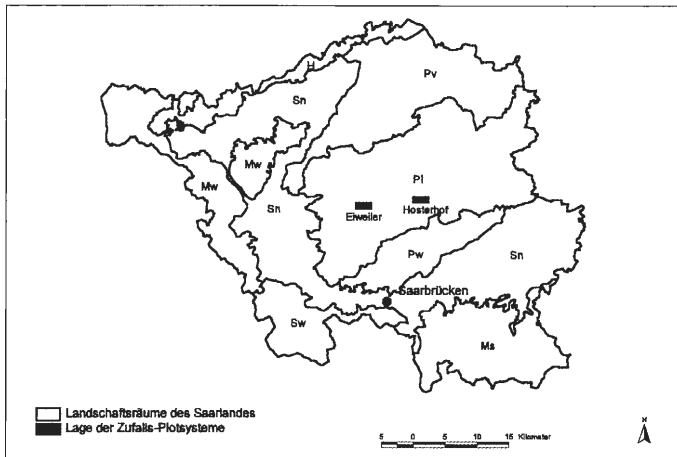 H
Sn
Pv
Mw
Mw
Pl
Sn
Eiweiler
Hosterhof
Pw
Sn
Saarbrücken
Sw
Ms
Landschaftsräume des Saarlandes
Lage der Zufalls-Plotsysteme
N
5 0 5 10 15 Kilometer